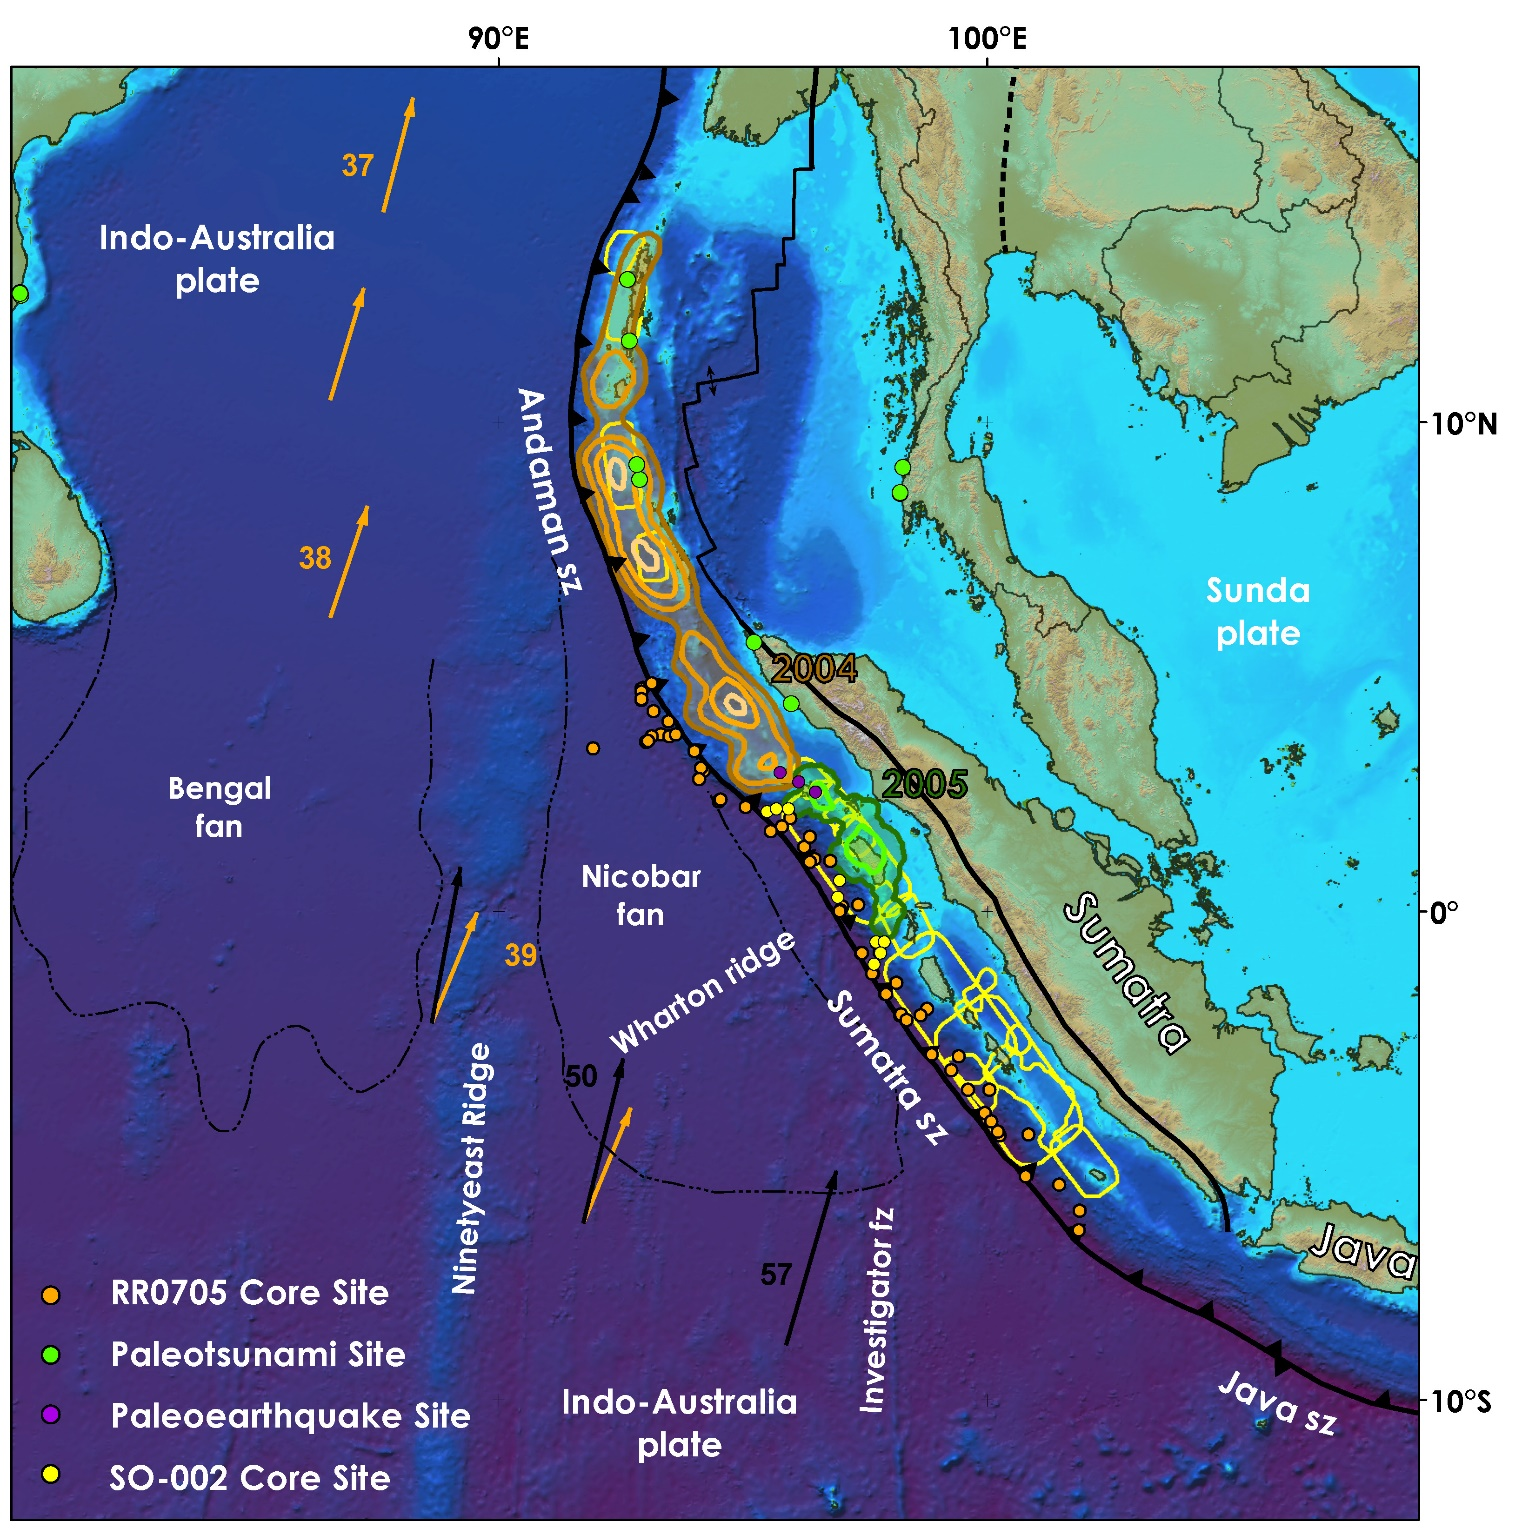 90°E
100°E
37
Indo-Australia
plate
10°N
Andaman sz
38
Sunda
plate
2004
2005
Bengal
fan
Nicobar
fan
0°
39
Wharton ridge
Sumatra
Sumatra sz
50
Ninetyeast Ridge
57
Investigator fz
Java
RR0705 Core Site
Paleotsunami Site
Paleoearthquake Site
SO-002 Core Site
Indo-Australia
plate
Java sz
10°S